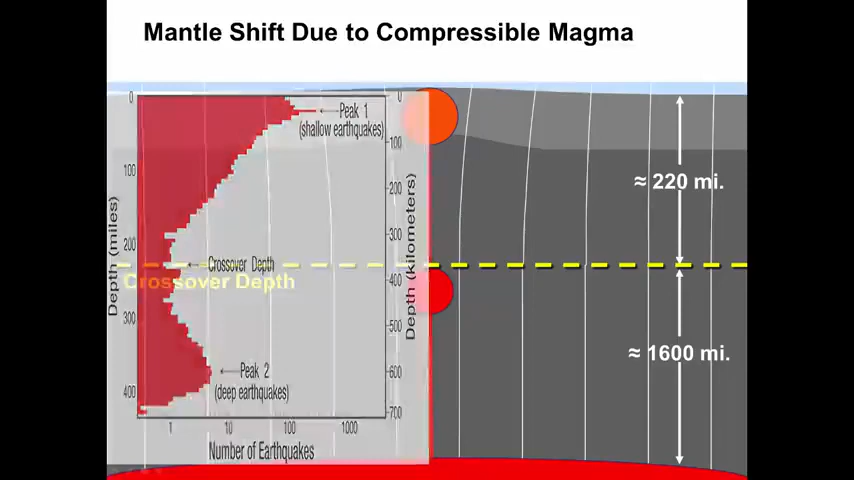 Mantle Shift Due to Compressible Magma
0
100
200
300
400
Depth (miles)
Peak 1
(shallow earthquakes)
Crossover Depth
Crossover Depth
Peak 2
(deep earthquakes)
0
100
200
300
400
500
600
700
Depth (kilometers)
1 10 100 1000
Number of Earthquakes
≈ 220 mi.
≈ 1600 mi.